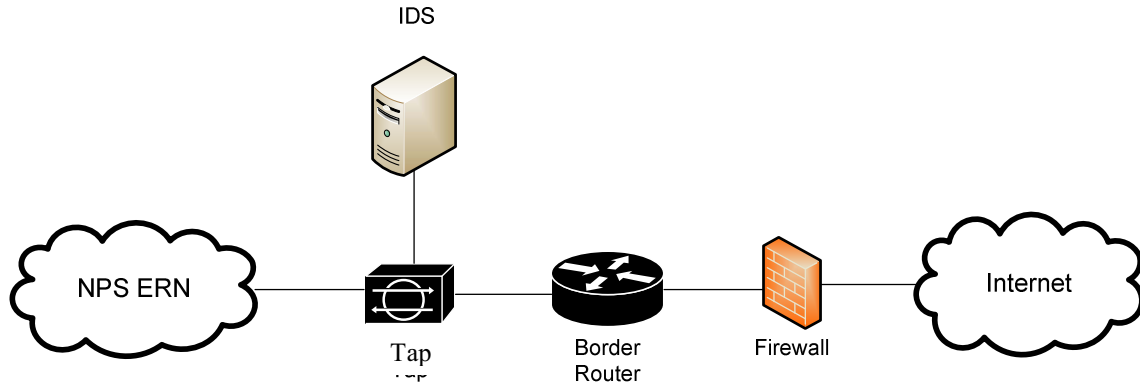 IDS
NPS ERN
Internet
Tap
Border
Router
Firewall